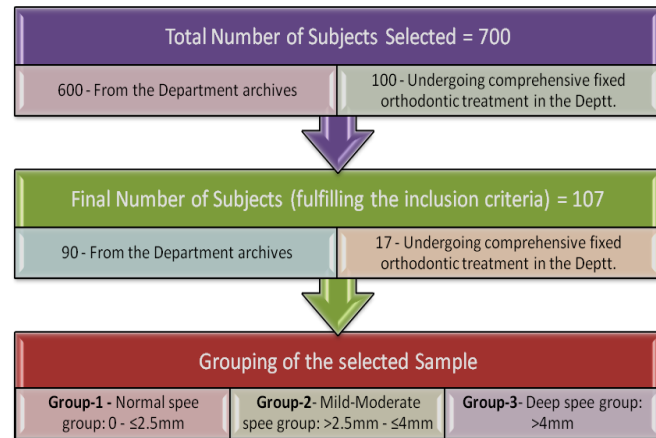 Total Number of Subjects Selected = 700
600 - From the Department archives
100 - Undergoing comprehensive fixed
orthodontic treatment in the Deptt.
Final Number of Subjects (fulfilling the inclusion criteria) = 107
90 - From the Department archives
17 - Undergoing comprehensive fixed
orthodontic treatment in the Deptt.
Grouping of the selected Sample
Group-1 - Normal spee
group: 0 - ≤2.5mm
Group-2 - Mild-Moderate
spee group: >2.5mm - ≤4mm
Group-3 - Deep spee group:
>4mm